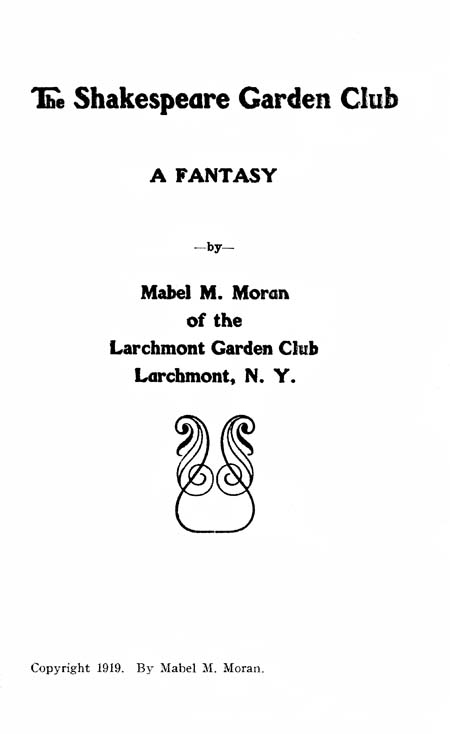 The Shakespeare Garden Club
A FANTASY
—by—
Mabel M. Moran
of the
Larchmont Garden Club
Larchmont, N. Y.
Copyright 1919. By Mabel M. Moran.